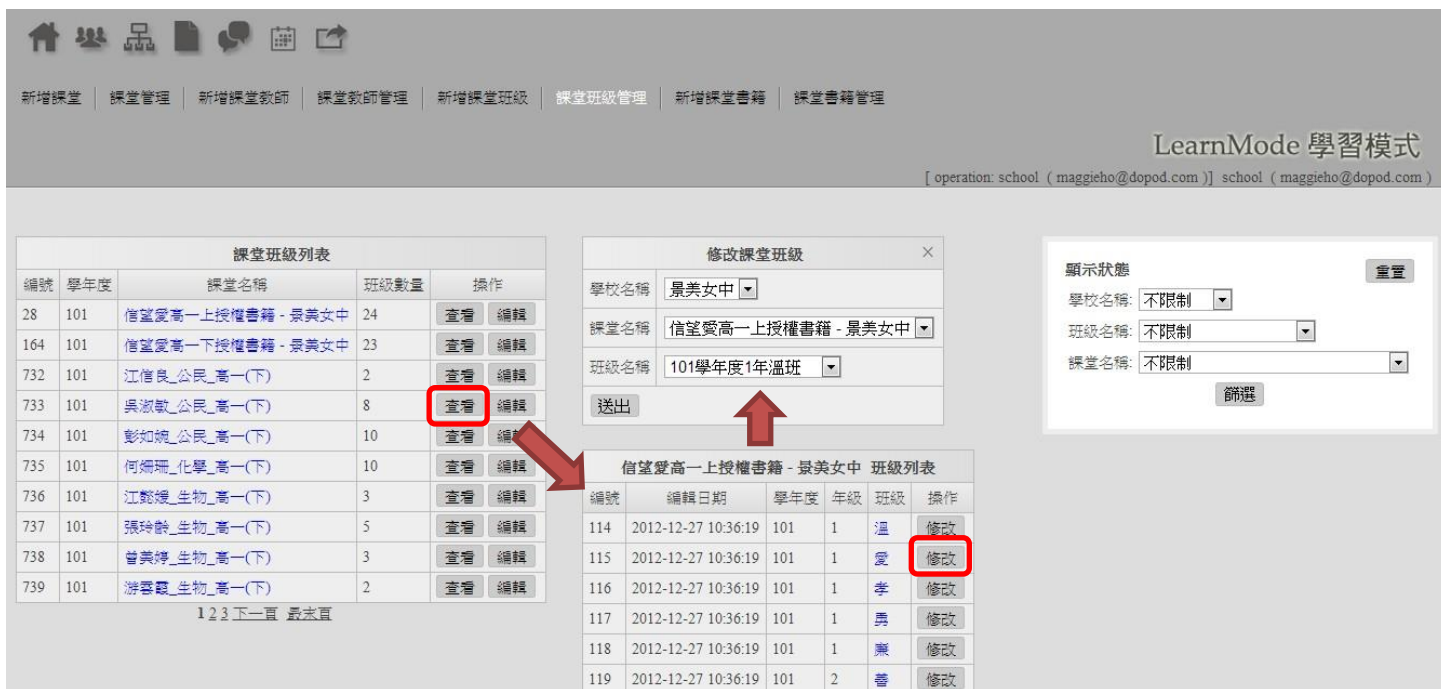 新增課堂 課堂管理 新增課堂教師 課堂教師管理 新增課堂班級 課堂班級管理 新增課堂書籍 課堂書籍管理
LearnMode 學習模式
[ operation: school ( maggieho@dopod.com )] school ( maggieho@dopod.com )
課堂班級列表
編號 學年度 課堂名稱 班級數量 操作
28 101 信望愛高一上授權書籍 - 景美女中 24 查看 編輯
164 101 信望愛高一下授權書籍 - 景美女中 23 查看 編輯
732 101 江信良_公民_高一(下) 2 查看 編輯
733 101 吳淑敏_公民_高一(下) 8 查看 編輯
734 101 彭如婉_公民_高一(下) 10 查看 編輯
735 101 何姍珊_化學_高一(下) 10 查看 編輯
736 101 江懿媛_生物_高一(下) 3 查看 編輯
737 101 張玲齡_生物_高一(下) 5 查看 編輯
738 101 曾美婷_生物_高一(下) 3 查看 編輯
739 101 游雲霞_生物_高一(下) 2 查看 編輯
1 2 3 下一頁 最末頁
修改課堂班級 ×
學校名稱 景美女中
課堂名稱 信望愛高一上授權書籍 - 景美女中
班級名稱 101學年度1年溫班
送出
信望愛高一上授權書籍 - 景美女中 班級列表
編號 編輯日期 學年度 年級 班級 操作
114 2012-12-27 10:36:19 101 1 溫 修改
115 2012-12-27 10:36:19 101 1 愛 修改
116 2012-12-27 10:36:19 101 1 孝 修改
117 2012-12-27 10:36:19 101 1 勇 修改
118 2012-12-27 10:36:19 101 1 廉 修改
119 2012-12-27 10:36:19 101 2 善 修改
顯示狀態 重置
學校名稱: 不限制
班級名稱: 不限制
課堂名稱: 不限制
篩選